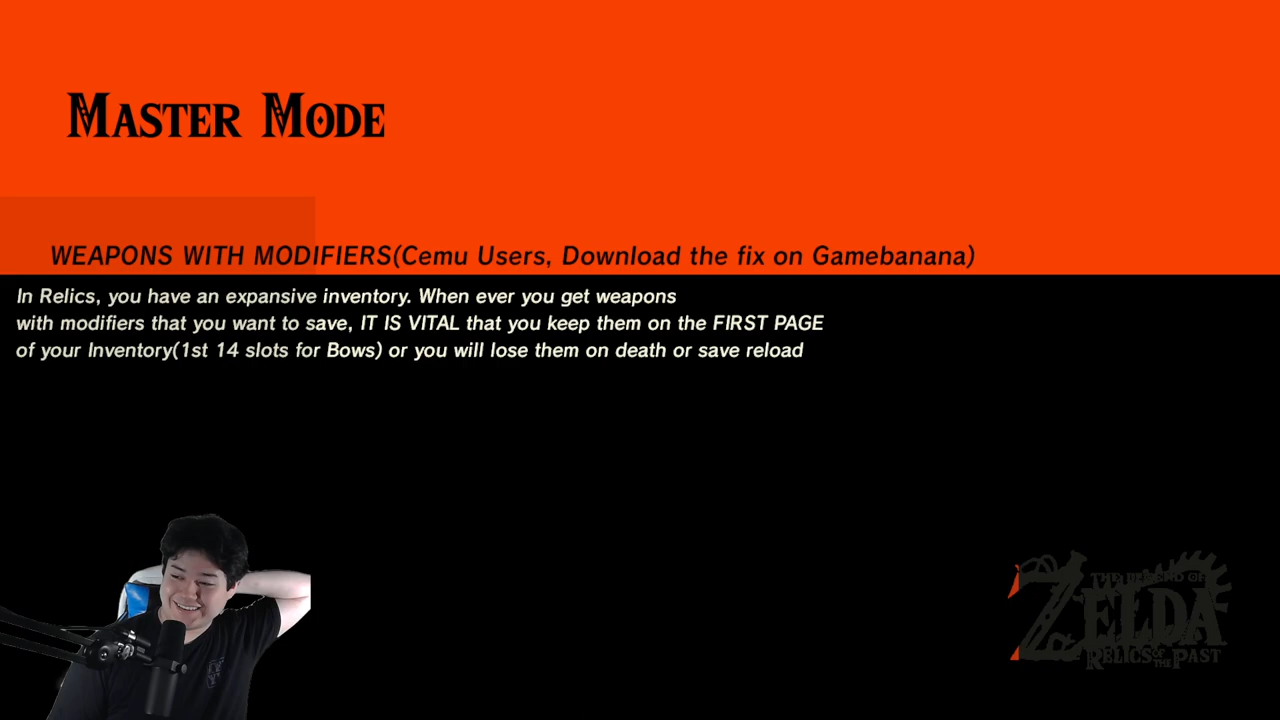 MASTER MODE
WEAPONS WITH MODIFIERS(Cemu Users, Download the fix on Gamebanana)
In Relics, you have an expansive inventory. When ever you get weapons
with modifiers that you want to save, IT IS VITAL that you keep them on the FIRST PAGE
of your Inventory(1st 14 slots for Bows) or you will lose them on death or save reload
THE LEGEND OF
ZELDA
RELICS OF THE PAST